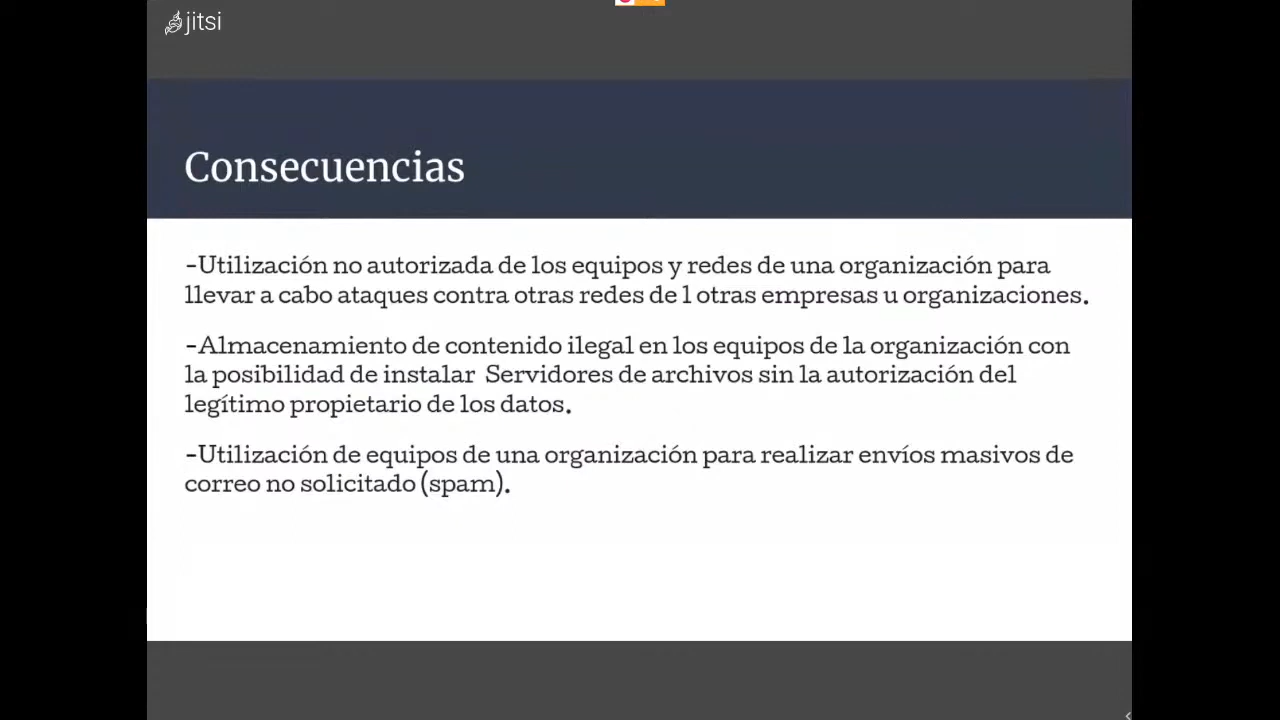 jitsi
Consecuencias
-Utilización no autorizada de los equipos y redes de una organización para
llevar a cabo ataques contra otras redes de l otras empresas u organizaciones.
-Almacenamiento de contenido ilegal en los equipos de la organización con
la posibilidad de instalar  Servidores de archivos sin la autorización del
legítimo propietario de los datos.
-Utilización de equipos de una organización para realizar envíos masivos de
correo no solicitado (spam).